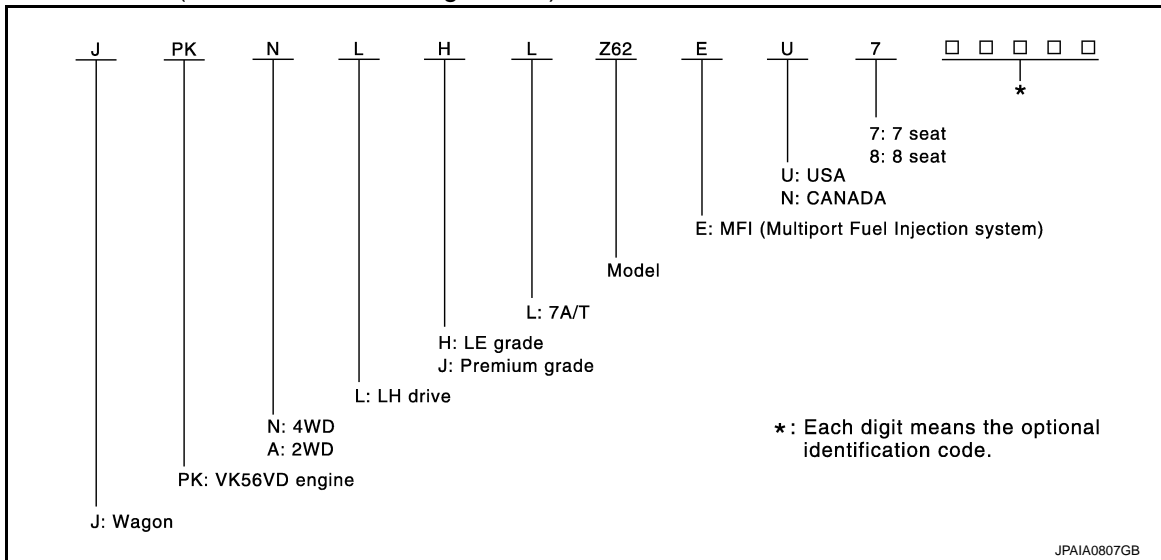 J PK N L H L Z62 E U 7 □ □ □ □ □
*
7: 7 seat
8: 8 seat
U: USA
N: CANADA
E: MFI (Multiport Fuel Injection system)
Model
L: 7A/T
H: LE grade
J: Premium grade
L: LH drive
N: 4WD
A: 2WD
*: Each digit means the optional
identification code.
PK: VK56VD engine
J: Wagon
JPAIA0807GB